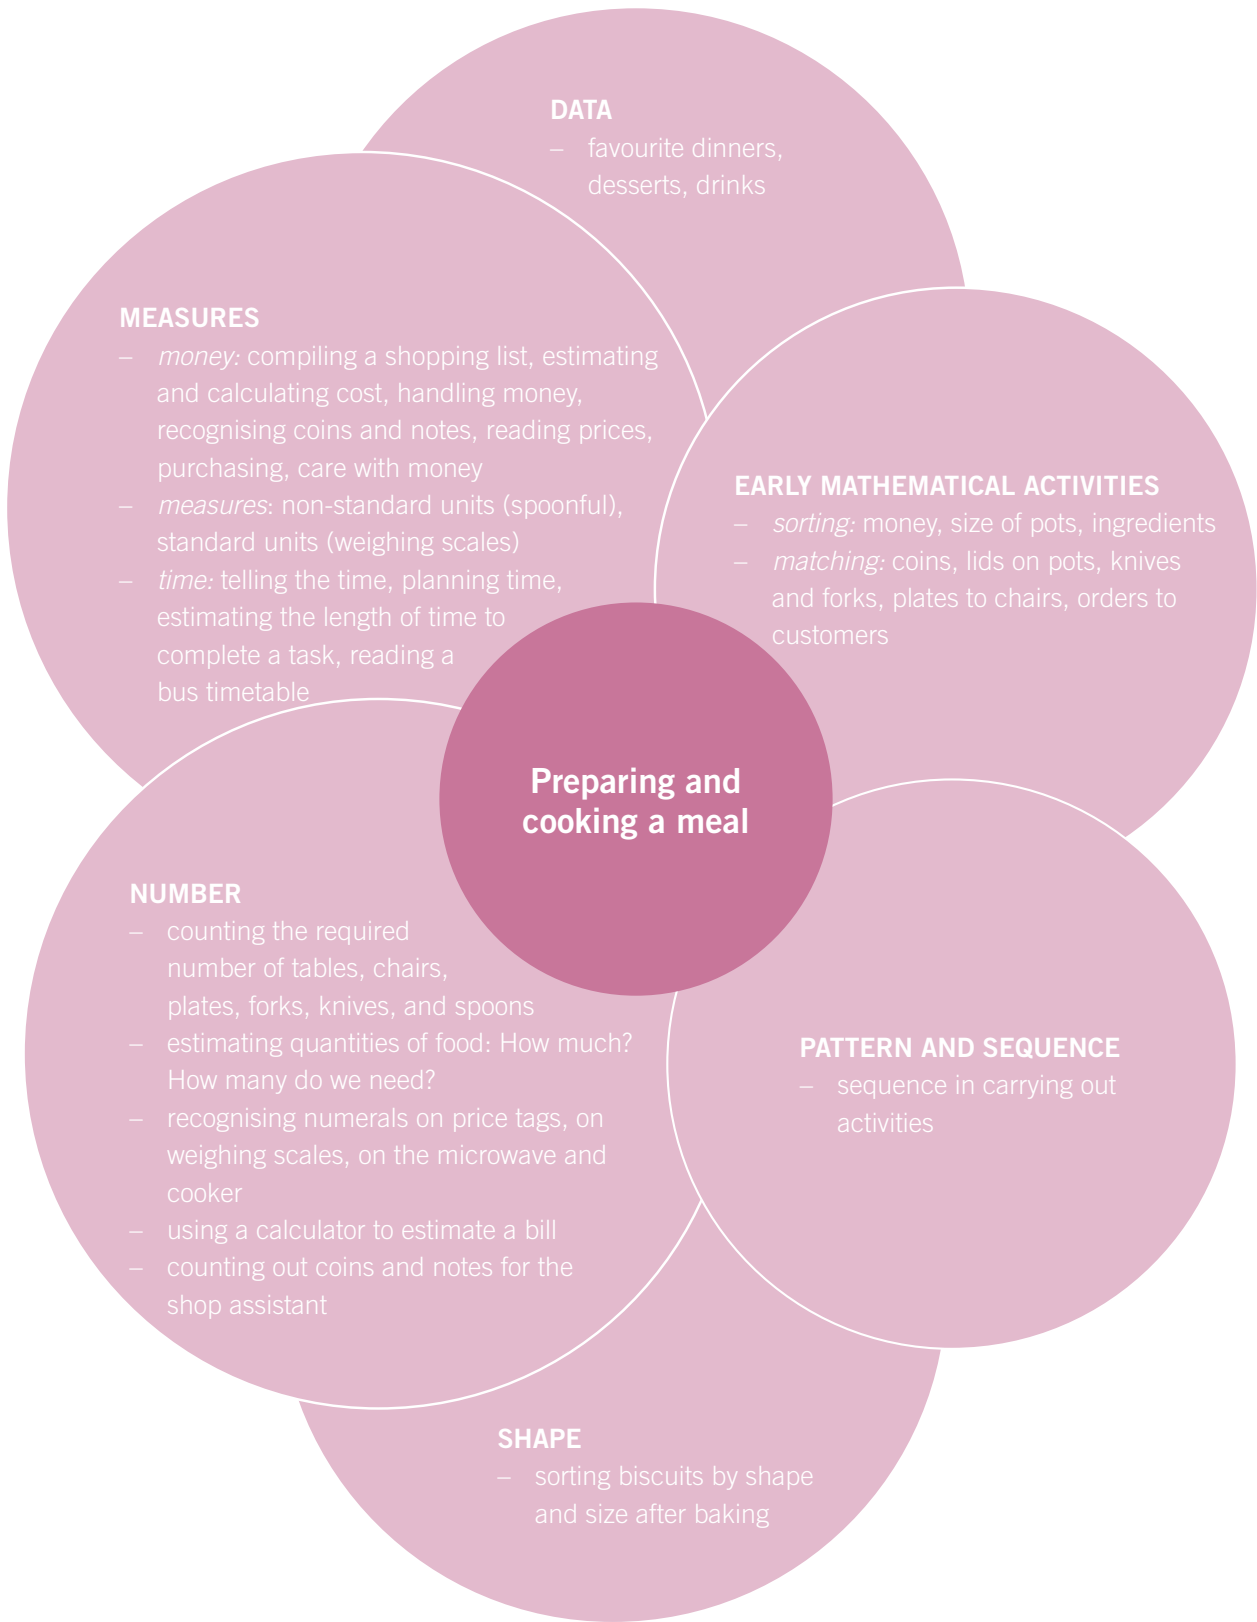 DATA
– favourite dinners,
desserts, drinks
MEASURES
– money: compiling a shopping list, estimating
and calculating cost, handling money,
recognising coins and notes, reading prices,
purchasing, care with money
– measures: non-standard units (spoonful),
standard units (weighing scales)
– time: telling the time, planning time,
estimating the length of time to
complete a task, reading a
bus timetable
EARLY MATHEMATICAL ACTIVITIES
– sorting: money, size of pots, ingredients
– matching: coins, lids on pots, knives
and forks, plates to chairs, orders to
customers
Preparing and
cooking a meal
NUMBER
– counting the required
number of tables, chairs,
plates, forks, knives, and spoons
– estimating quantities of food: How much?
How many do we need?
– recognising numerals on price tags, on
weighing scales, on the microwave and
cooker
– using a calculator to estimate a bill
– counting out coins and notes for the
shop assistant
PATTERN AND SEQUENCE
– sequence in carrying out
activities
SHAPE
– sorting biscuits by shape
and size after baking